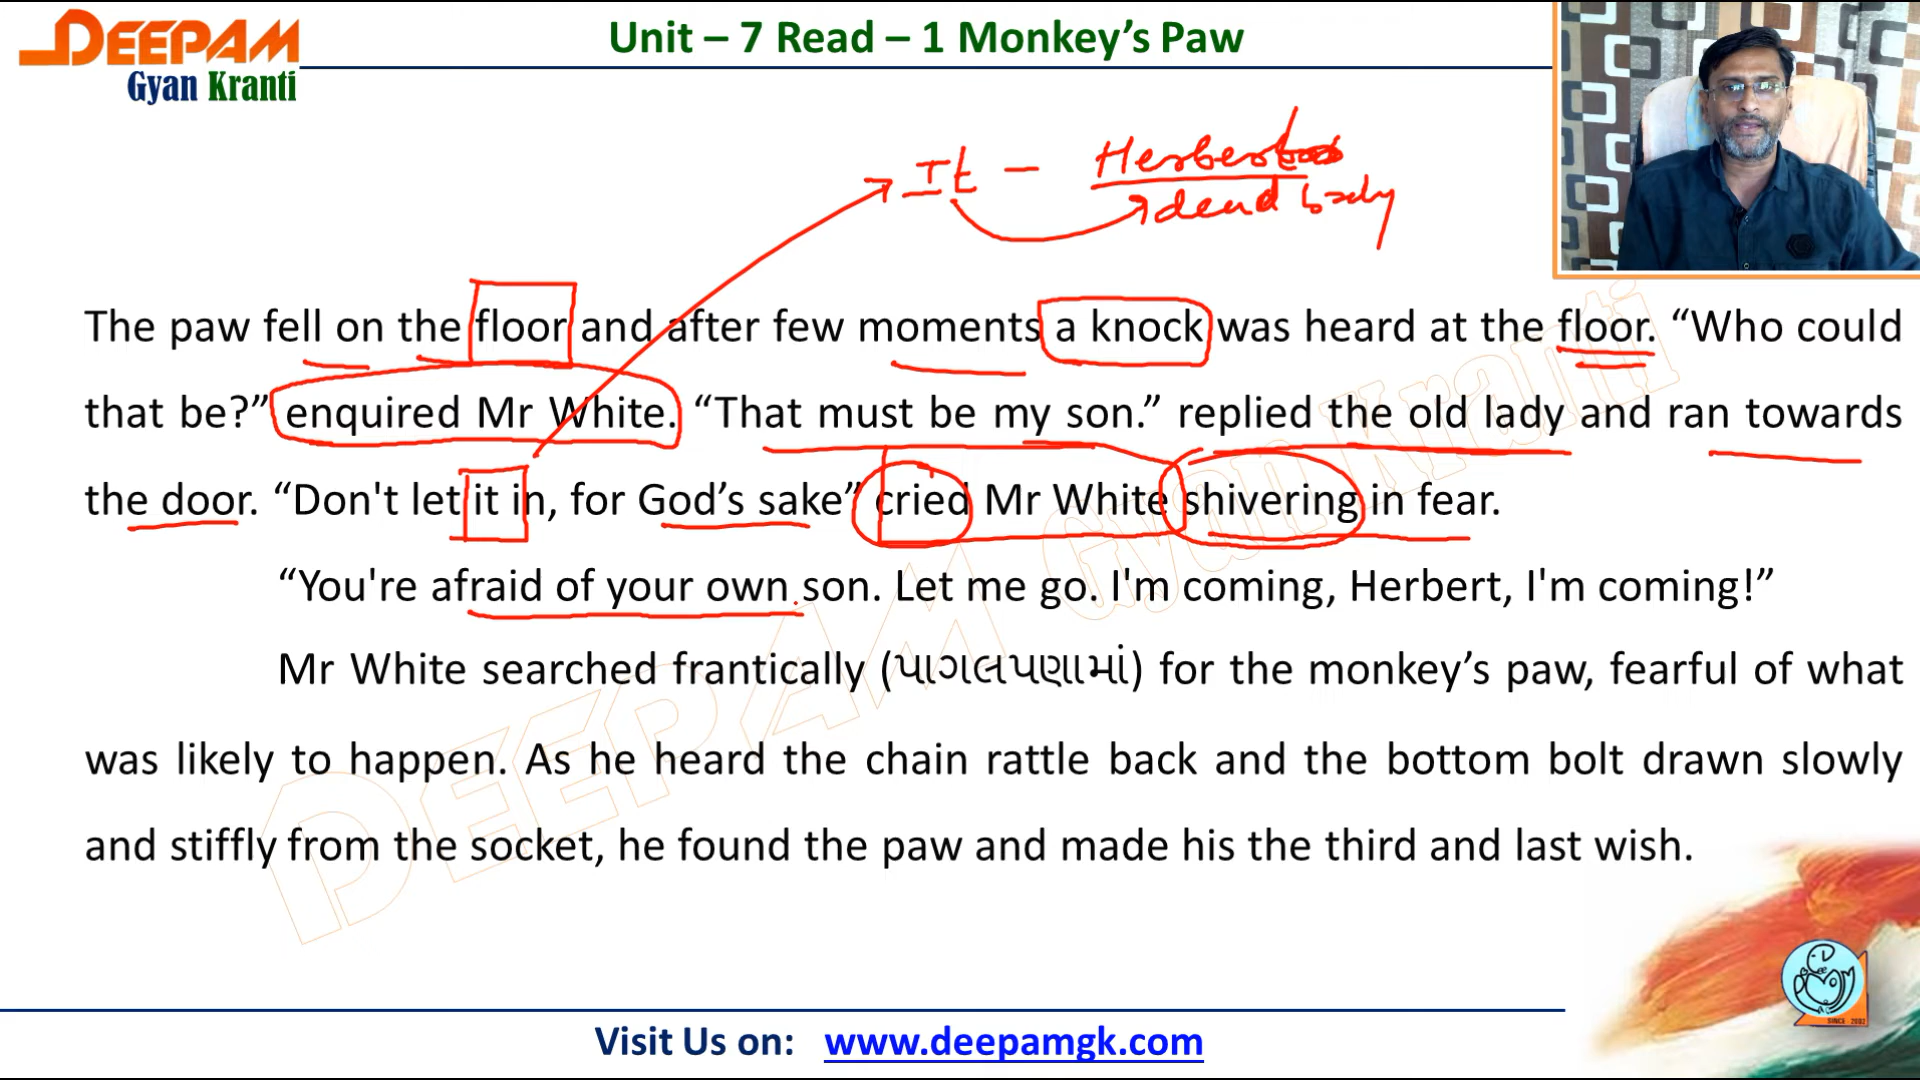 DEEPAM
Gyan Kranti
Unit – 7 Read – 1 Monkey’s Paw
It – Herbert
dead body
The paw fell on the floor and after few moments a knock was heard at the floor. “Who could
that be?” enquired Mr White. “That must be my son.” replied the old lady and ran towards
the door. “Don't let it in, for God’s sake” cried Mr White shivering in fear.
“You're afraid of your own son. Let me go. I'm coming, Herbert, I'm coming!”
Mr White searched frantically (પાગલપણામાં) for the monkey’s paw, fearful of what
was likely to happen. As he heard the chain rattle back and the bottom bolt drawn slowly
and stiffly from the socket, he found the paw and made his the third and last wish.
DEEPAM Gyan Kranti
SINCE - 2002
Visit Us on: www.deepamgk.com